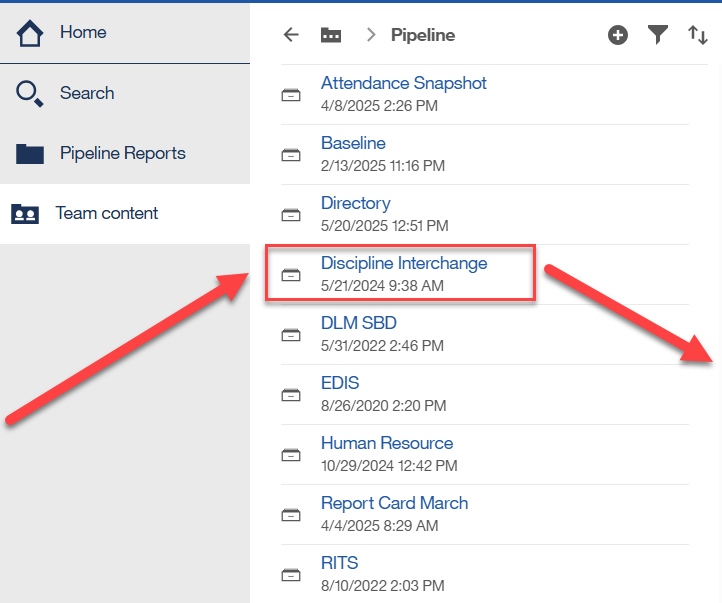 Home
Search
Pipeline Reports
Team content
Pipeline
Attendance Snapshot
4/8/2025 2:26 PM
Baseline
2/13/2025 11:16 PM
Directory
5/20/2025 12:51 PM
Discipline Interchange
5/21/2024 9:38 AM
DLM SBD
5/31/2022 2:46 PM
EDIS
8/26/2020 2:20 PM
Human Resource
10/29/2024 12:42 PM
Report Card March
4/4/2025 8:29 AM
RITS
8/10/2022 2:03 PM